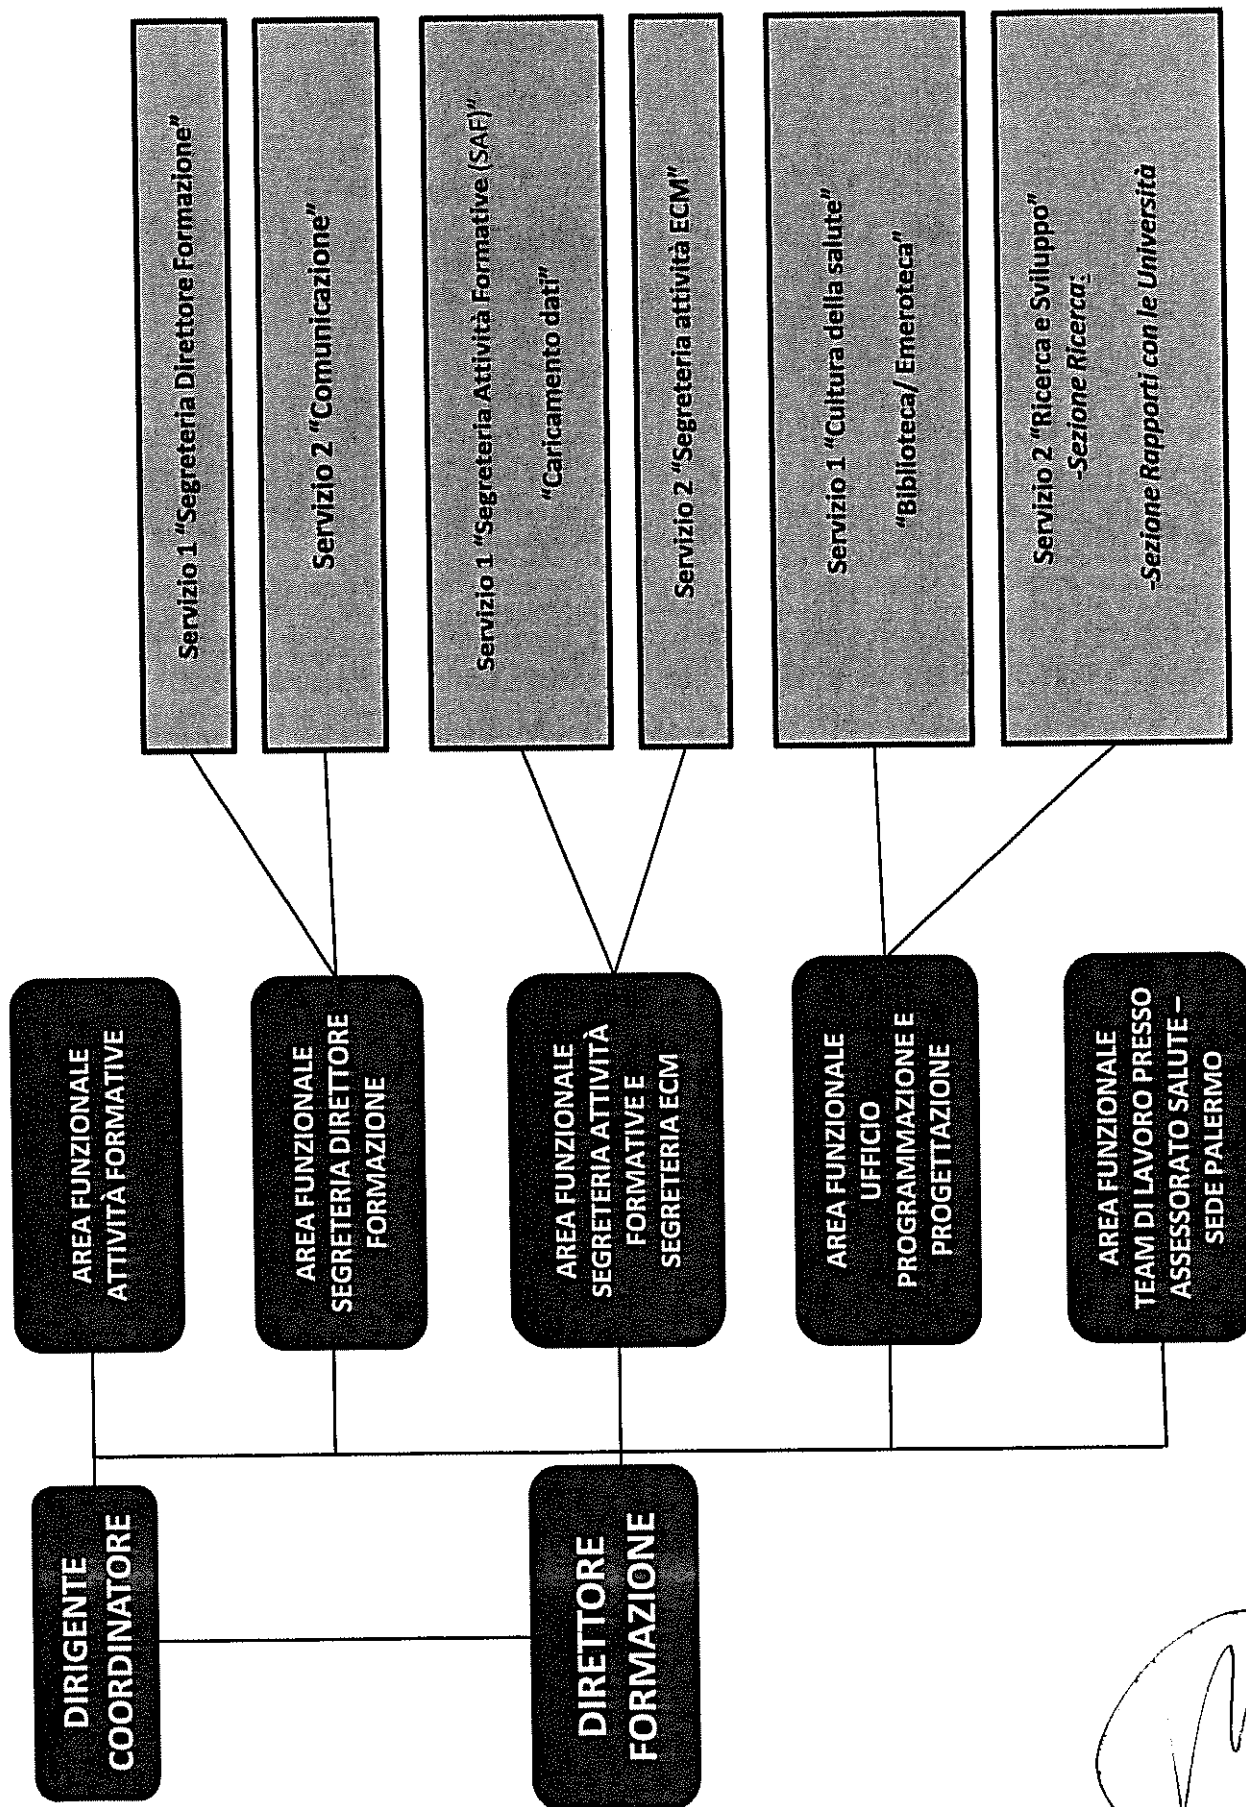 DIRIGENTE
COORDINATORE
DIRETTORE
FORMAZIONE
AREA FUNZIONALE
ATTIVITÀ FORMATIVE
AREA FUNZIONALE
SEGRETERIA DIRETTORE
FORMAZIONE
AREA FUNZIONALE
SEGRETERIA ATTIVITÀ
FORMATIVE E
SEGRETERIA ECM
AREA FUNZIONALE
UFFICIO
PROGRAMMAZIONE E
PROGETTAZIONE
AREA FUNZIONALE
TEAM DI LAVORO PRESSO
ASSESSORATO SALUTE –
SEDE PALERMO
Servizio 1 “Segreteria Direttore Formazione”
Servizio 2 “Comunicazione”
Servizio 1 “Segreteria Attività Formative (SAF)”
“Caricamento dati”
Servizio 2 “Segreteria attività ECM”
Servizio 1 “Cultura della salute”
“Biblioteca/ Emeroteca”
Servizio 2 “Ricerca e Sviluppo”
-Sezione Ricerca;
-Sezione Rapporti con le Università